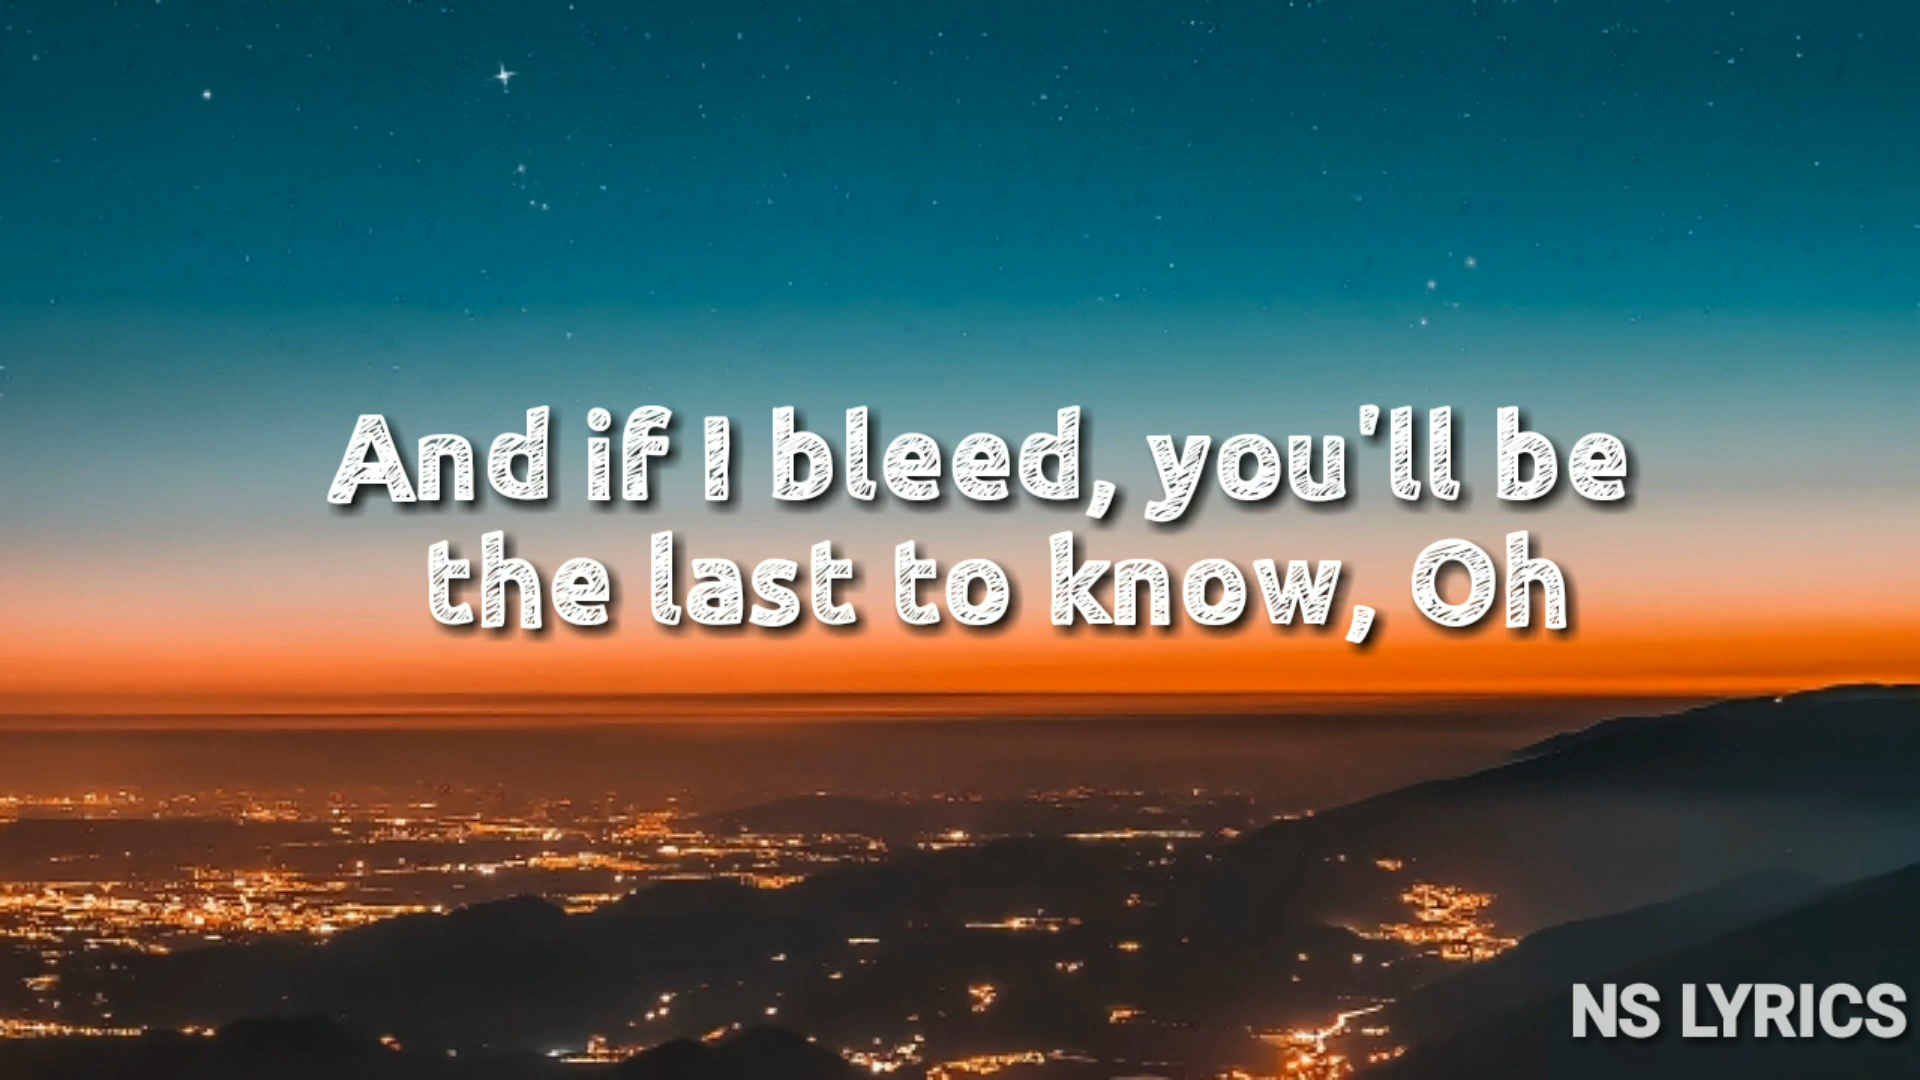 And if I bleed, you'll be
the last to know, Oh
NS LYRICS